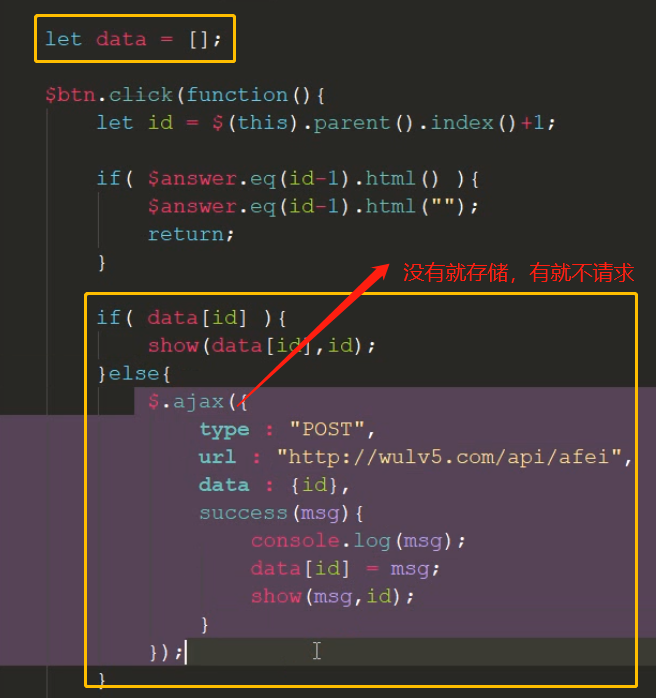 let data = [];
$btn.click(function(){
let id = $(this).parent().index()+1;
if( $answer.eq(id-1).html() ){
$answer.eq(id-1).html("");
return;
}
没有就存储，有就不请求
if( data[id] ){
show(data[id],id);
}else{
$.ajax({
type : "POST",
url : "http://wulv5.com/api/afei",
data : {id},
success(msg){
console.log(msg);
data[id] = msg;
show(msg,id);
}
});
}